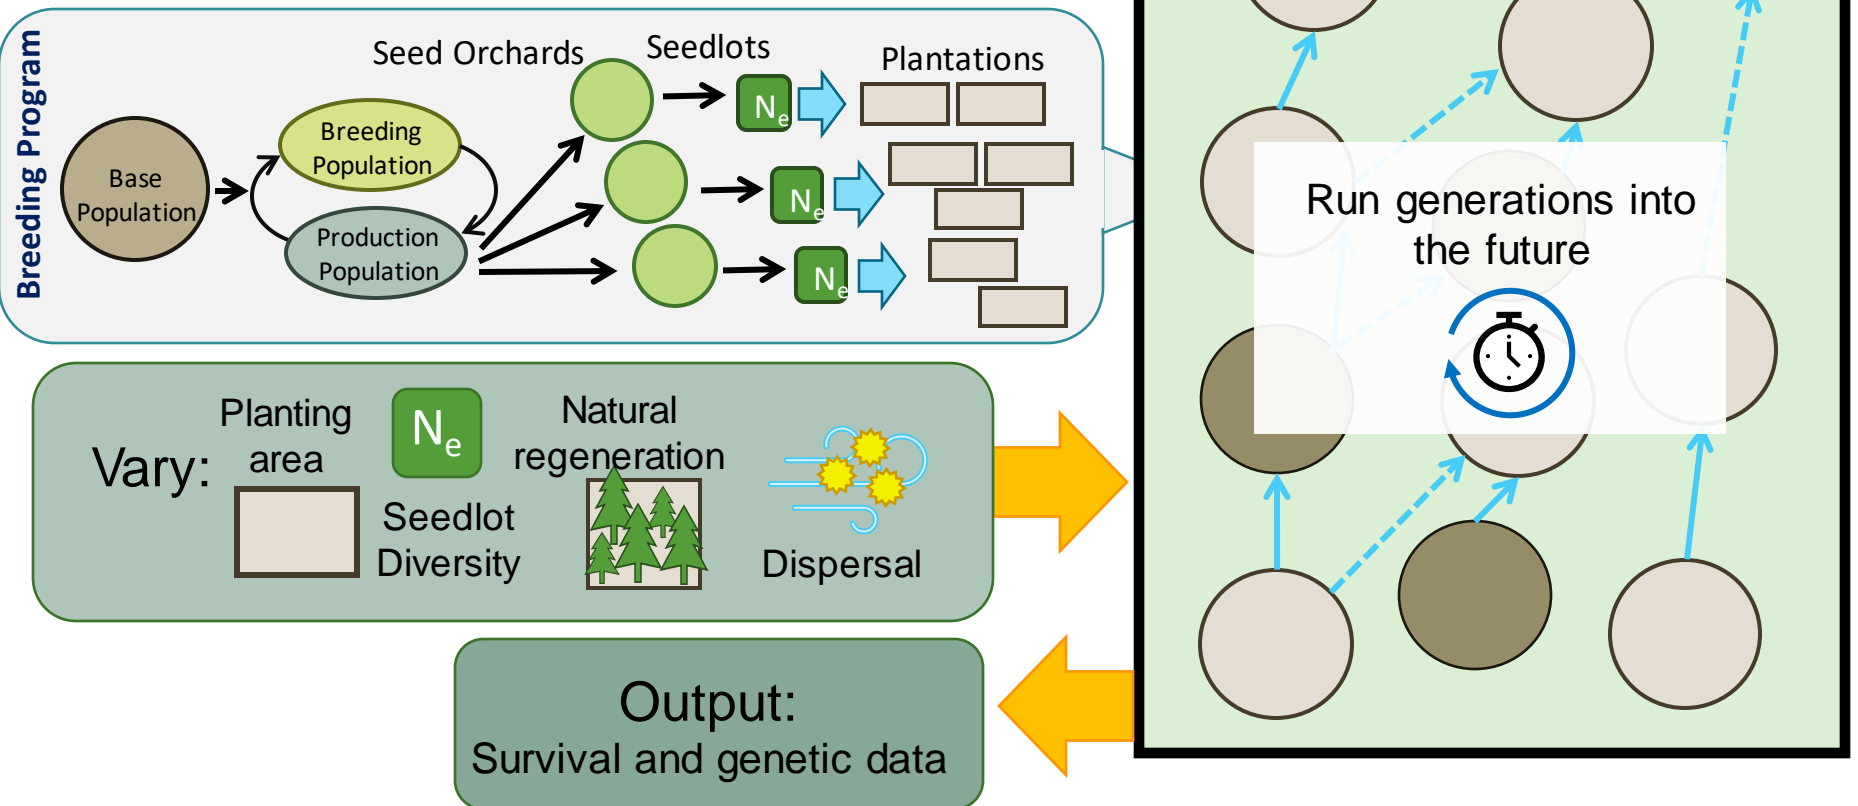 Breeding Program
Seed Orchards
Seedlots
Plantations
Base
Population
Breeding
Population
Production
Population
Ne
Ne
Ne
Vary:
Planting
area
Ne
Seedlot
Diversity
Natural
regeneration
Dispersal
Output:
Survival and genetic data
Run generations into
the future